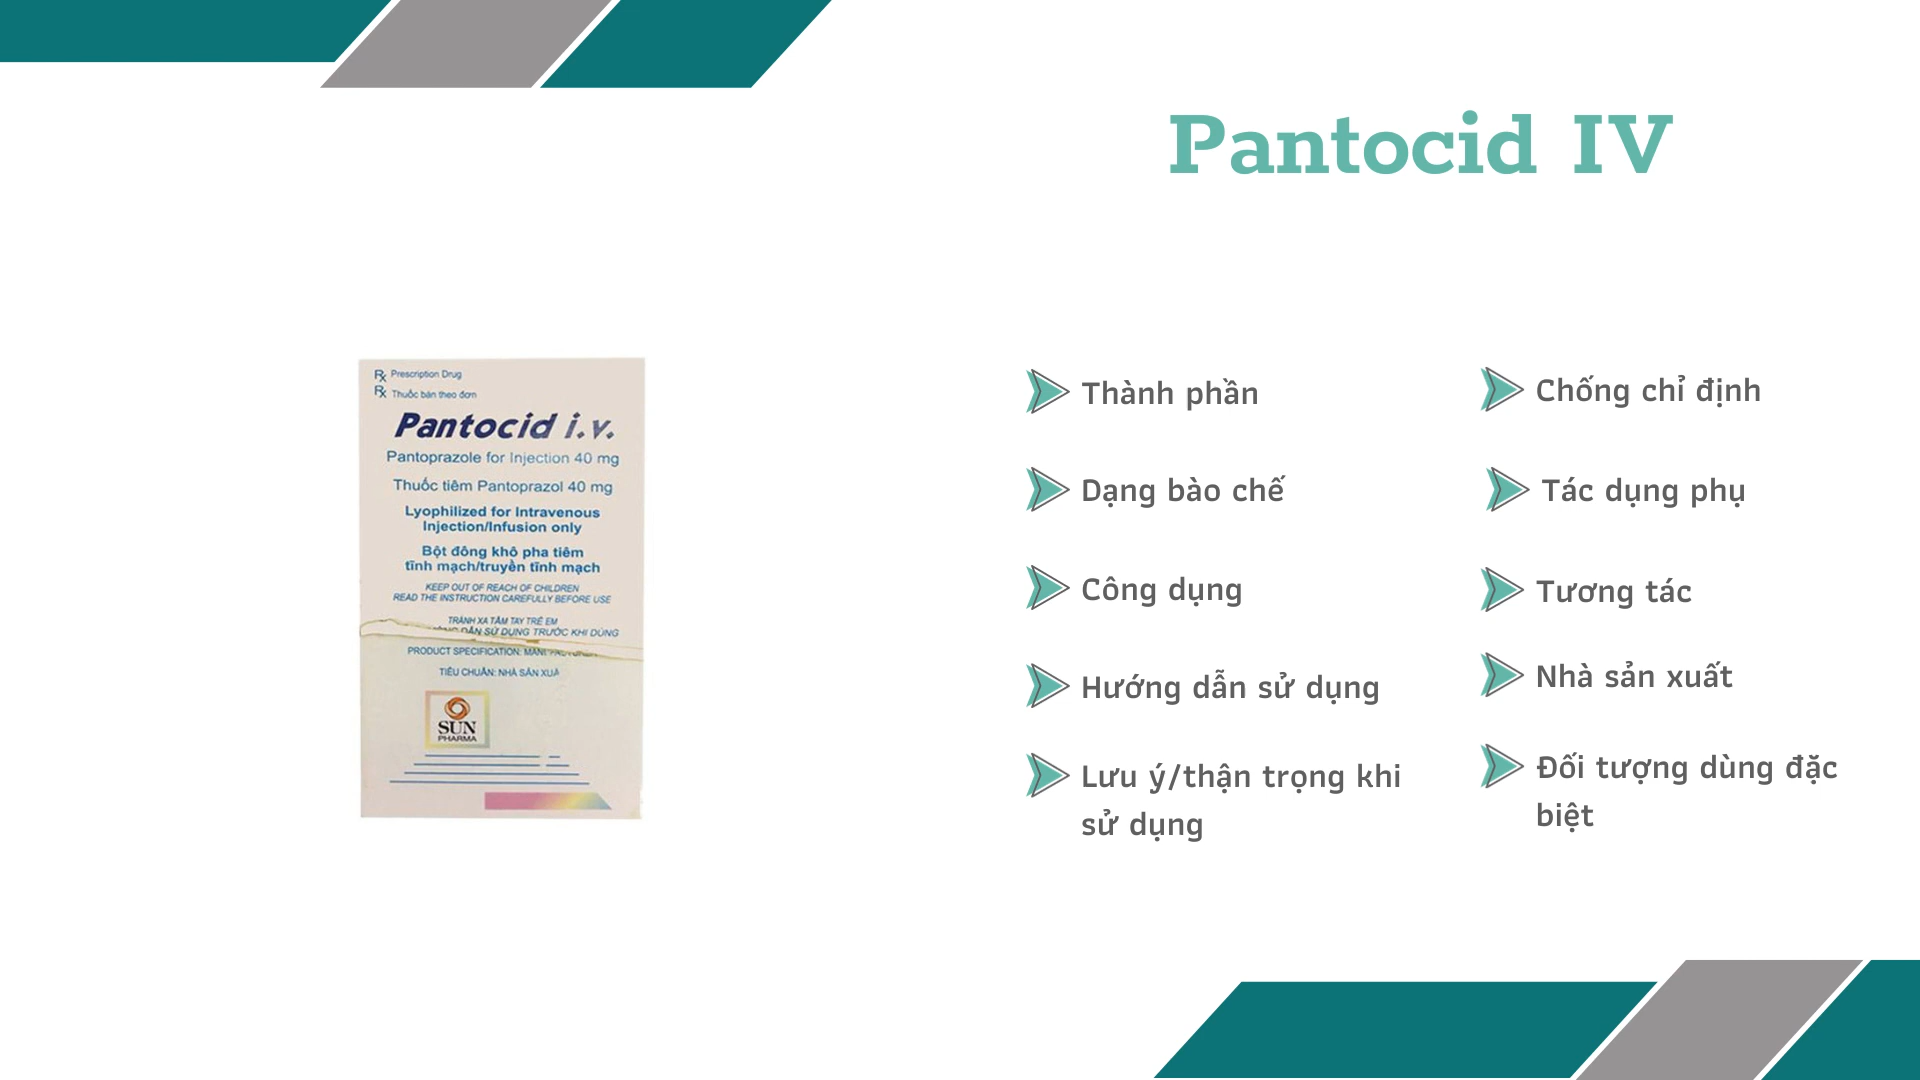 Pantocid IV
Rx Prescription Drug
Rx Thuốc bán theo đơn
Pantocid i.v.
Pantoprazole for Injection 40 mg
Thuốc tiêm Pantoprazol 40 mg
Lyophilized for Intravenous
Injection/Infusion only
Bột đông khô pha tiêm
tĩnh mạch/truyền tĩnh mạch
KEEP OUT OF REACH OF CHILDREN
READ THE INSTRUCTION CAREFULLY BEFORE USE
TRÁNH XA TẦM TAY TRẺ EM
DẪN SỬ DỤNG TRƯỚC KHI DÙNG
PRODUCT SPECIFICATION:
TIÊU CHUẨN: NHÀ SẢN XUẤ
SUN
PHARMA
Thành phần
Dạng bào chế
Công dụng
Hướng dẫn sử dụng
Lưu ý/thận trọng khi
sử dụng
Chống chỉ định
Tác dụng phụ
Tương tác
Nhà sản xuất
Đối tượng dùng đặc
biệt